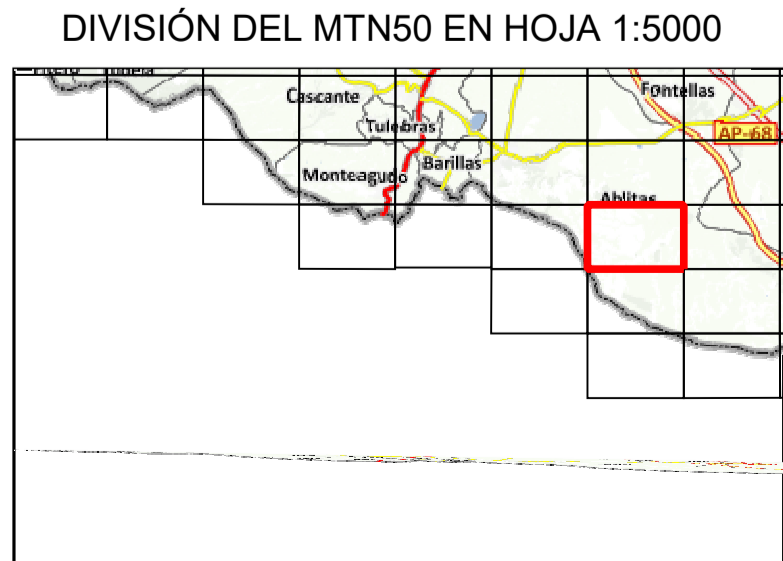 DIVISIÓN DEL MTN50 EN HOJA 1:5000
Cascante
Fontellas
Tulebras
AP-68
Barillas
Monteagudo
Ablitas